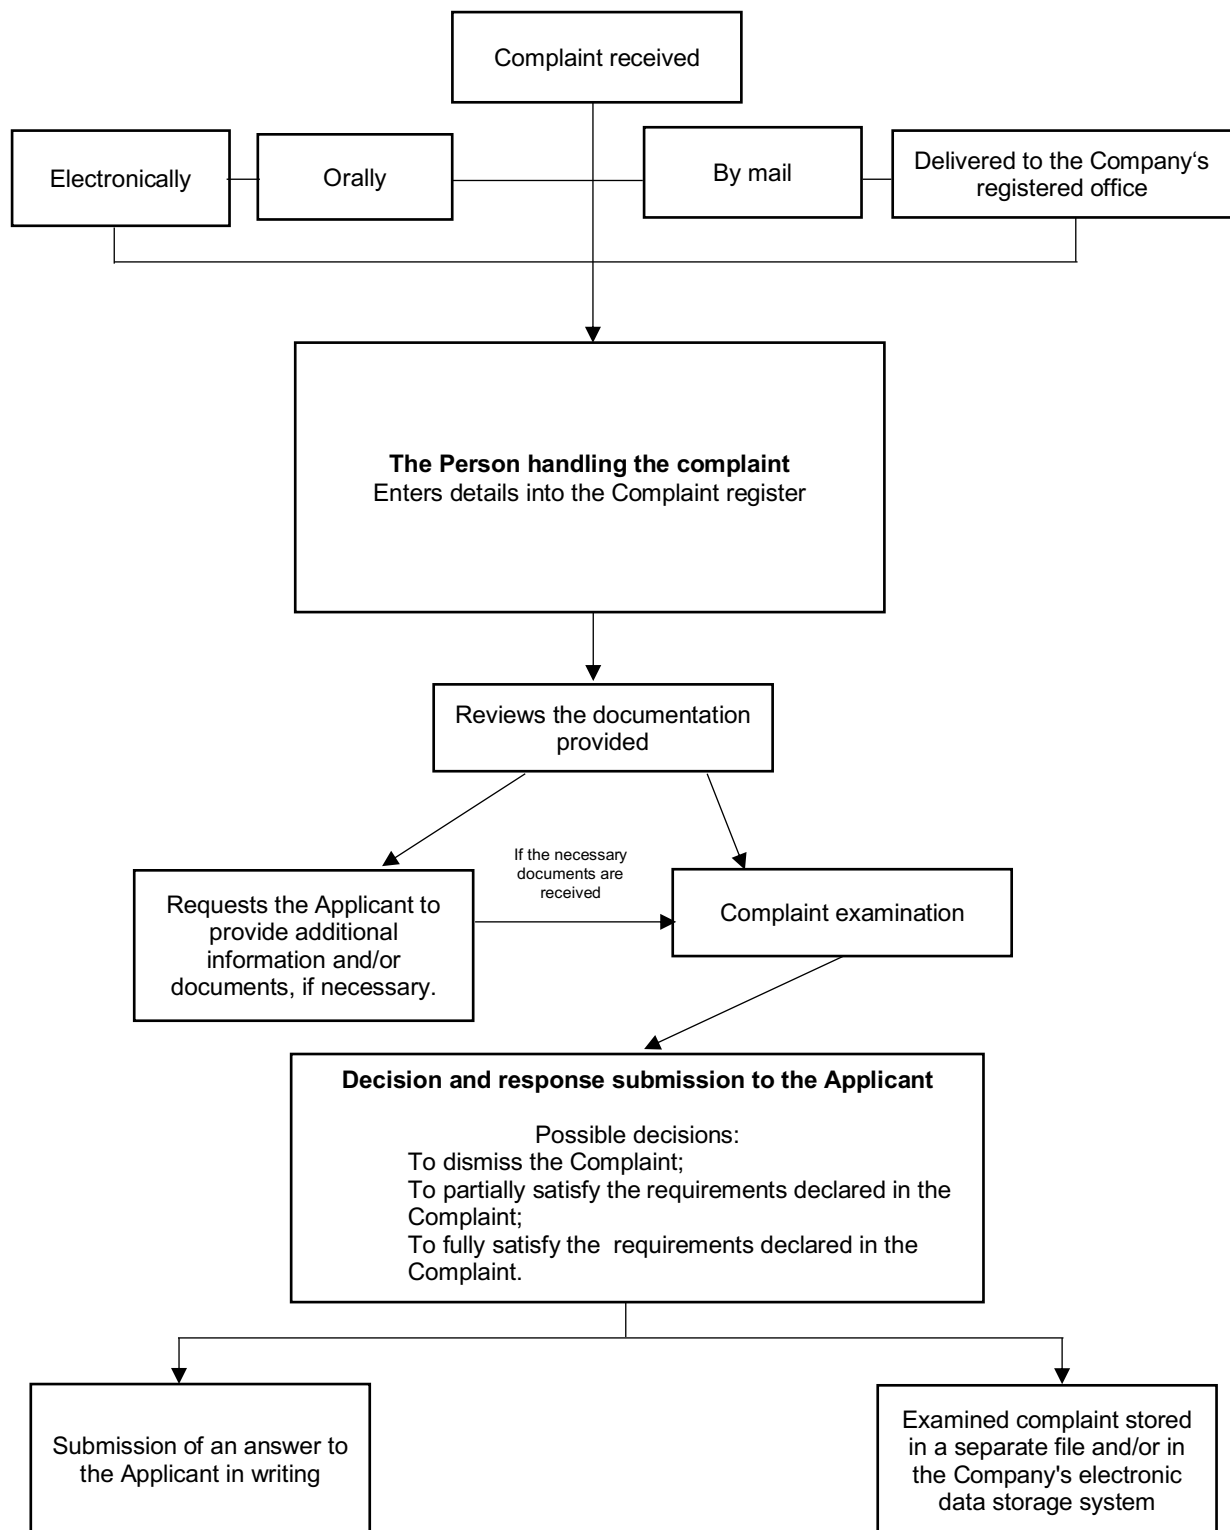 Complaint received
Electronically
Orally
By mail
Delivered to the Company‘s
registered office
The Person handling the complaint
Enters details into the Complaint register
Reviews the documentation
provided
If the necessary
documents are
received
Requests the Applicant to
provide additional
information and/or
documents, if necessary.
Complaint examination
Decision and response submission to the Applicant
Possible decisions:
To dismiss the Complaint;
To partially satisfy the requirements declared in the
Complaint;
To fully satisfy the  requirements declared in the
Complaint.
Submission of an answer to
the Applicant in writing
Examined complaint stored
in a separate file and/or in
the Company's electronic
data storage system